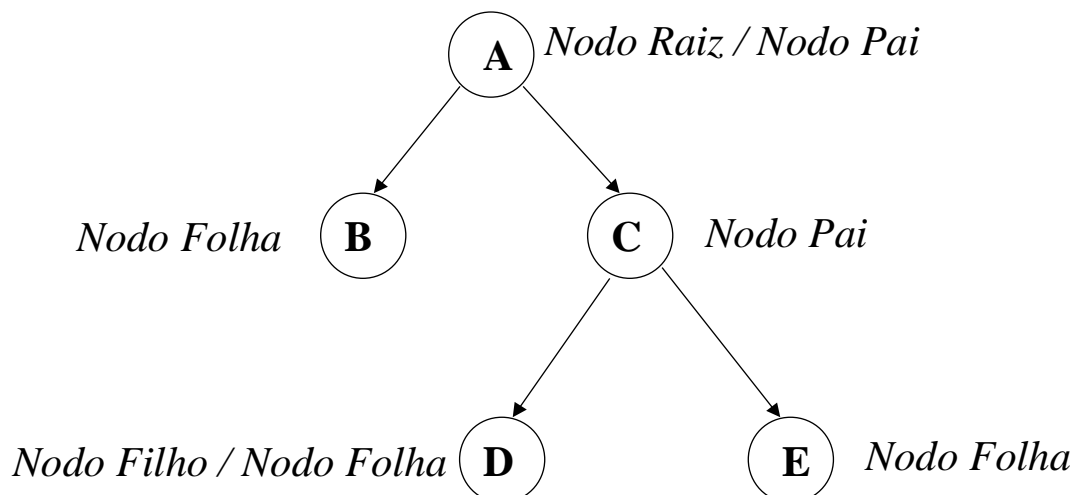 A Nodo Raiz / Nodo Pai
Nodo Folha B C Nodo Pai
Nodo Filho / Nodo Folha D E Nodo Folha